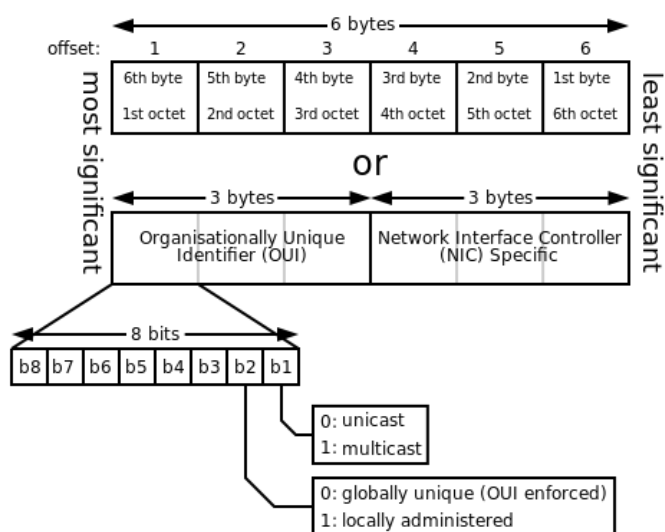 6 bytes
offset: 1 2 3 4 5 6
6th byte 5th byte 4th byte 3rd byte 2nd byte 1st byte
1st octet 2nd octet 3rd octet 4th octet 5th octet 6th octet
most significant
least significant
or
3 bytes 3 bytes
Organisationally Unique Network Interface Controller
Identifier (OUI) (NIC) Specific
8 bits
b8 b7 b6 b5 b4 b3 b2 b1
0: unicast
1: multicast
0: globally unique (OUI enforced)
1: locally administered